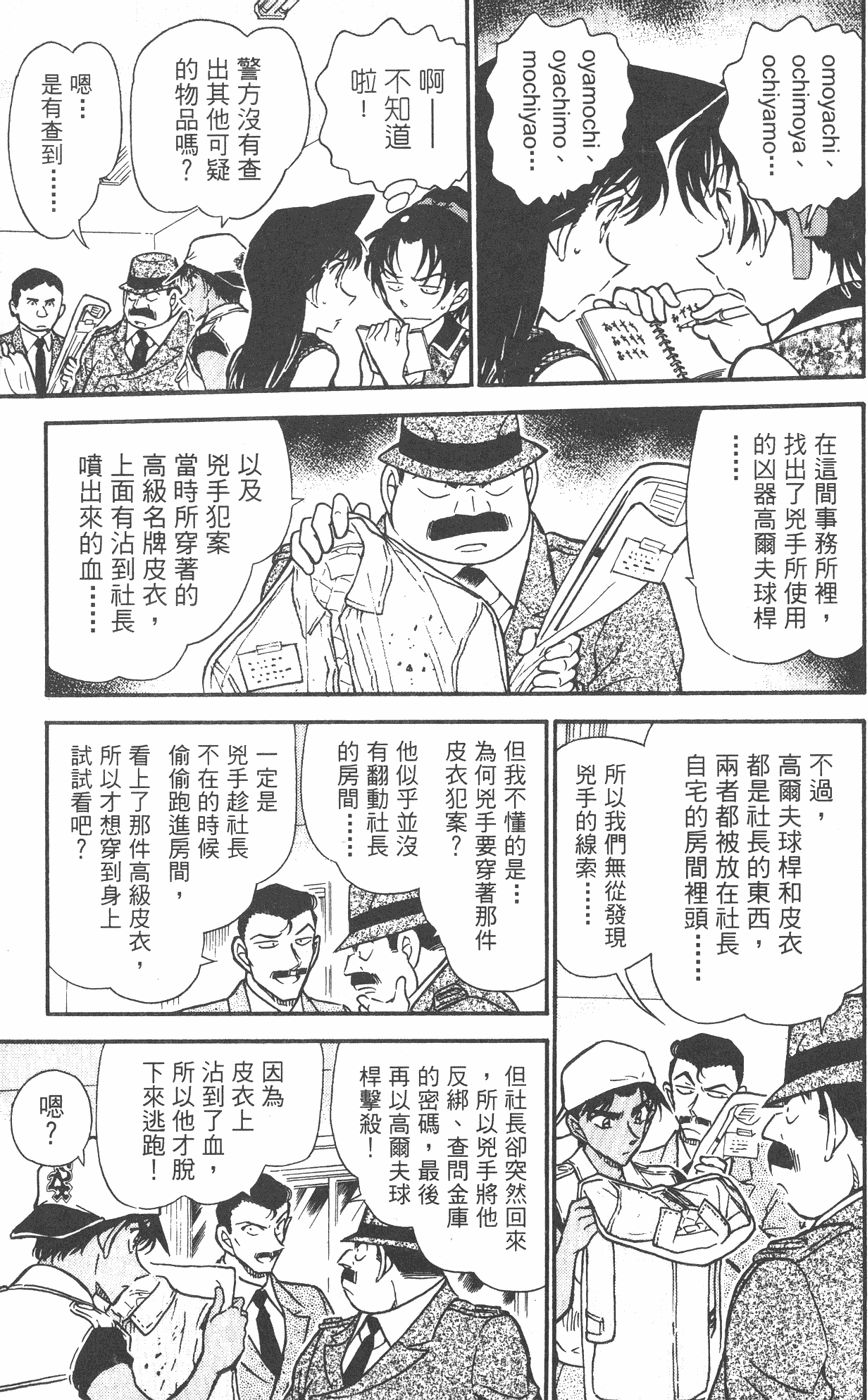 omoyachi、
ochimoya、
ochiyamo…
oyamochi、
oyachimo、
mochiyao…
啊——
不知道
啦！
警方沒有查
出其他可疑
的物品嗎？
嗯…
是有查到……
在這間事務所裡，
找出了兇手所使用
的凶器高爾夫球桿
……
以及
兇手犯案
當時所穿著的
高級名牌皮衣，
上面有沾到社長
噴出來的血……
不過，
高爾夫球桿和皮衣
都是社長的東西，
兩者都被放在社長
自宅的房間裡頭……
所以我們無從發現
兇手的線索……
但我不懂的是…
為何兇手要穿著那件
皮衣犯案？
他似乎並沒
有翻動社長
的房間……
一定是
兇手趁社長
不在的時候
偷偷跑進房間，
看上了那件高級皮衣，
所以才想穿到身上
試試看吧？
但社長卻突然回來
，所以兇手將他
反綁、查問金庫
的密碼，最後
再以高爾夫球
桿擊殺！
因為
皮衣上
沾到了血，
所以他才脫
下來逃跑！
嗯？